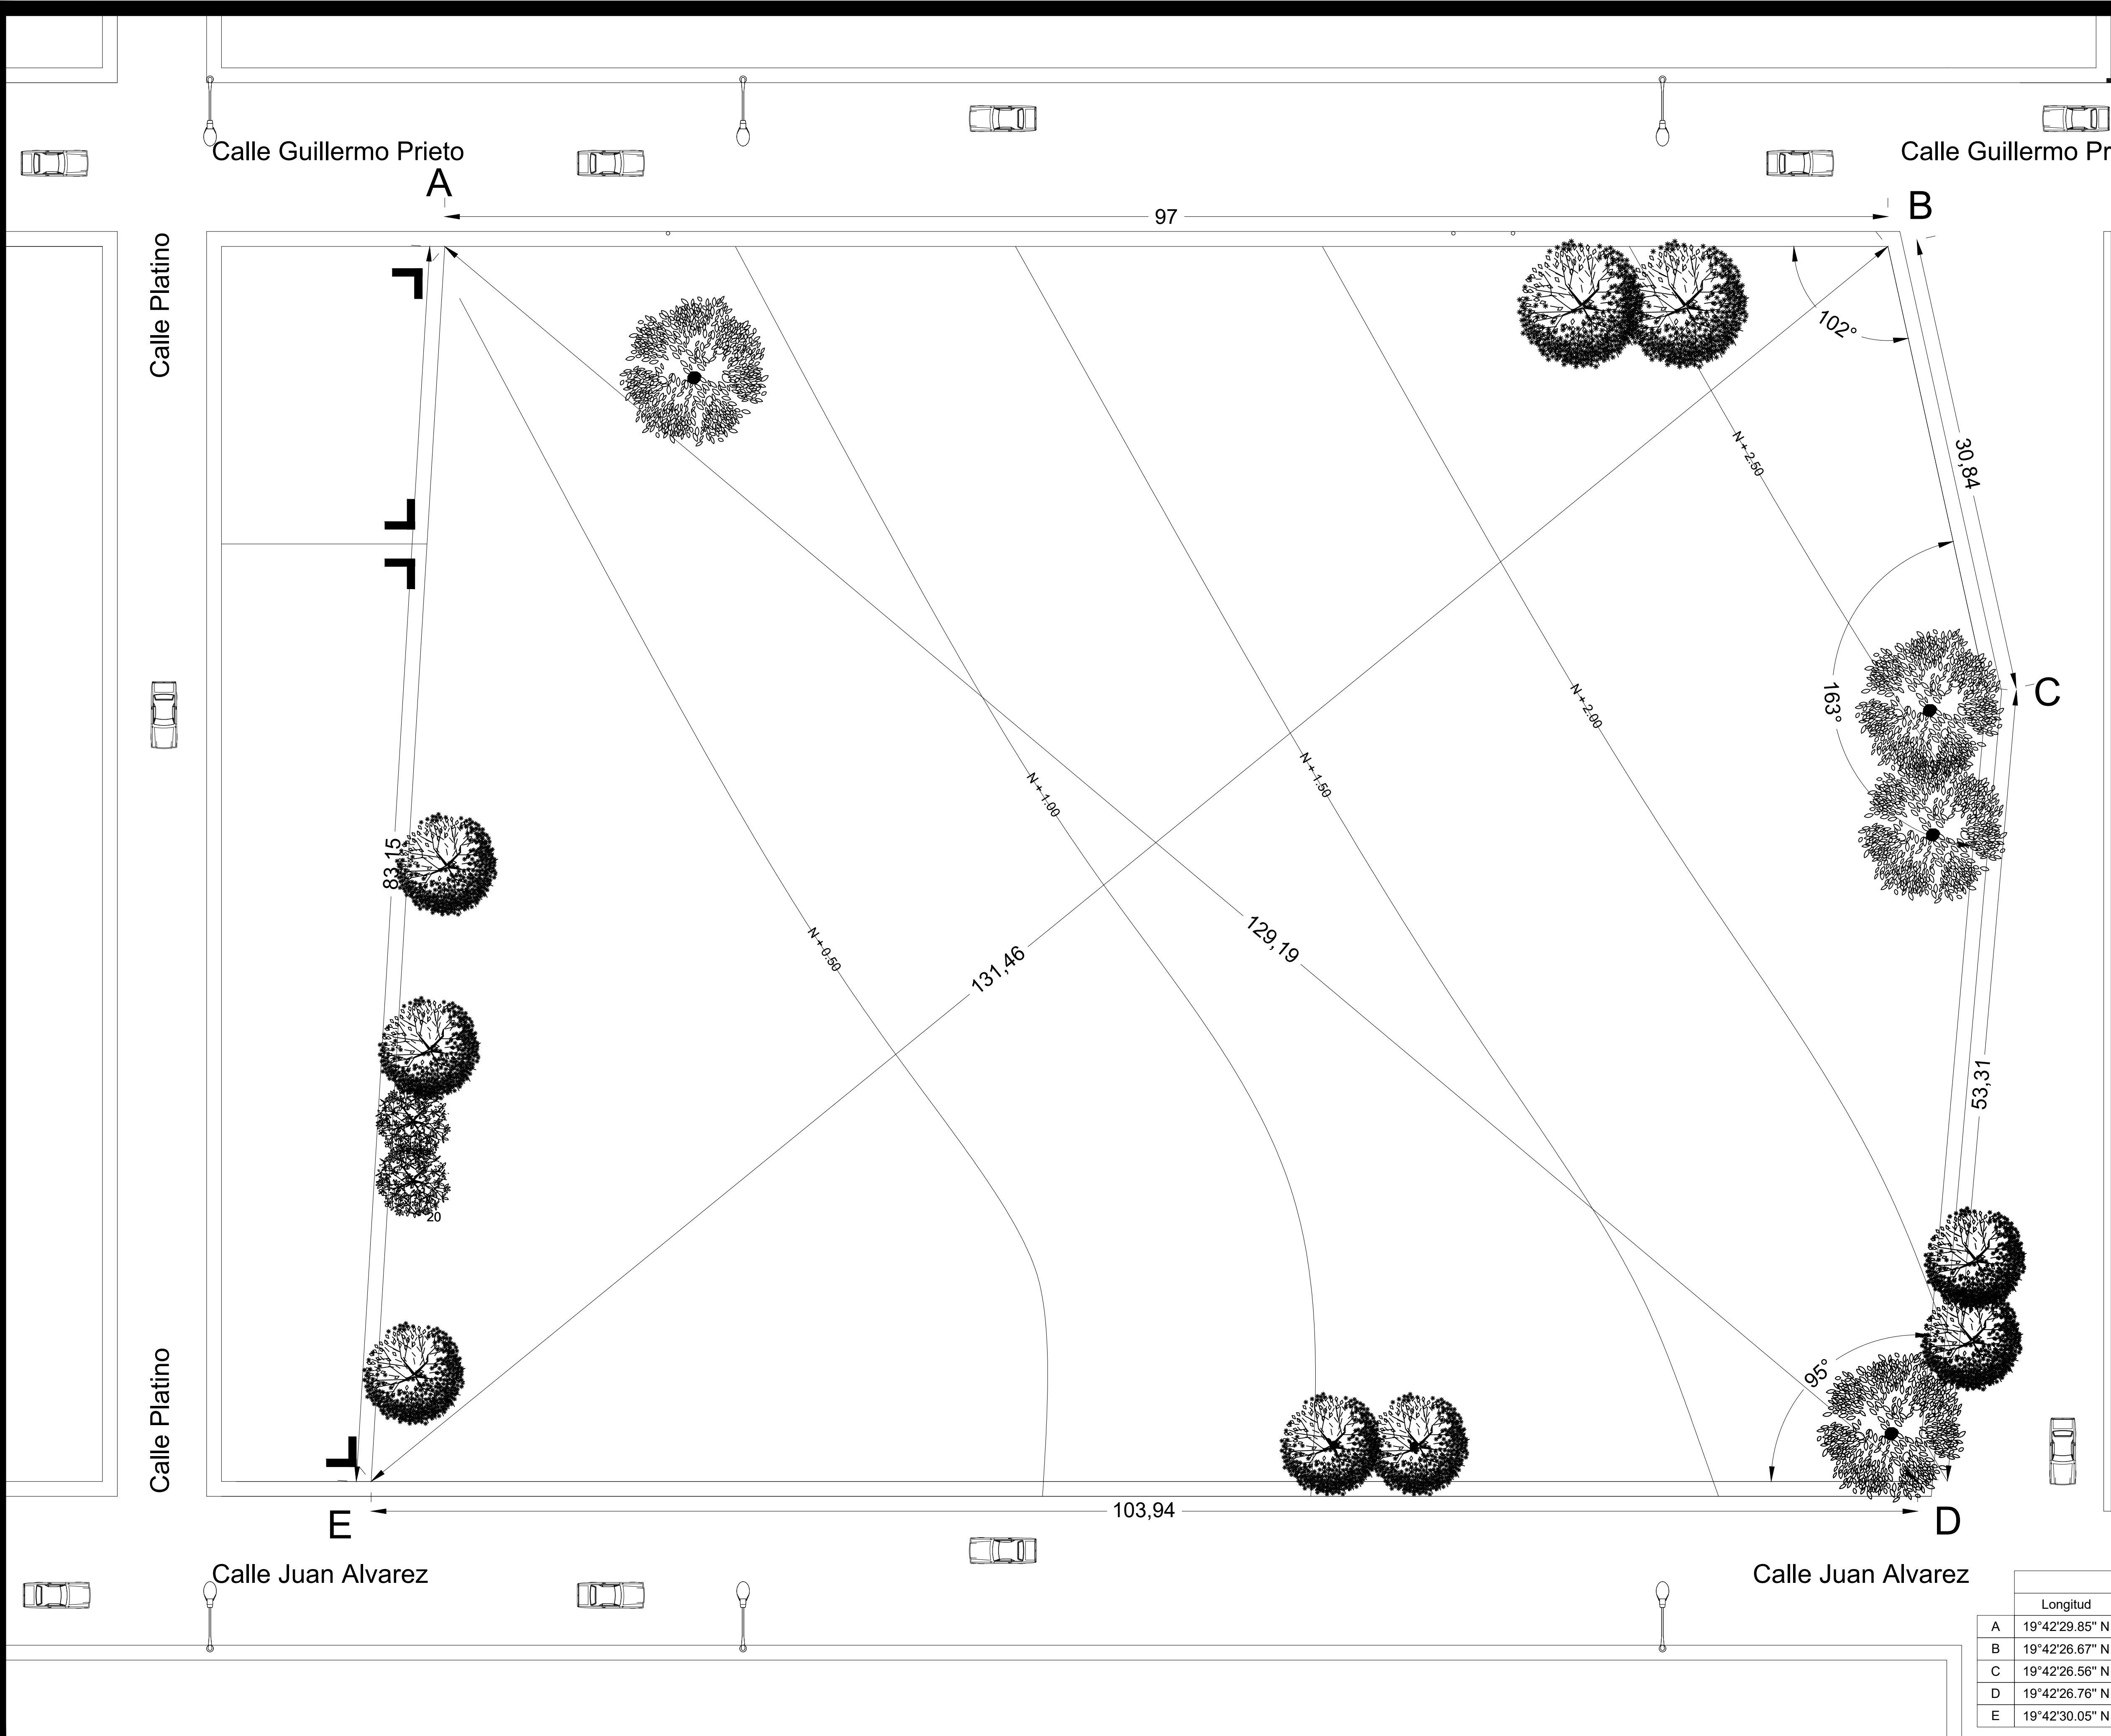 Calle Guillermo Prieto
Calle Guillermo Pr
A
B
97
Calle Platino
102°
30,84
N + 2.50
163°
C
N + 2.00
N + 1.50
N + 1.00
83,15
N + 0.50
131,46
129,19
53,31
20
95°
Calle Platino
E
103,94
D
Calle Juan Alvarez
Calle Juan Alvarez
Longitud
A 19°42'29.85" N
B 19°42'26.67" N
C 19°42'26.56" N
D 19°42'26.76" N
E 19°42'30.05" N